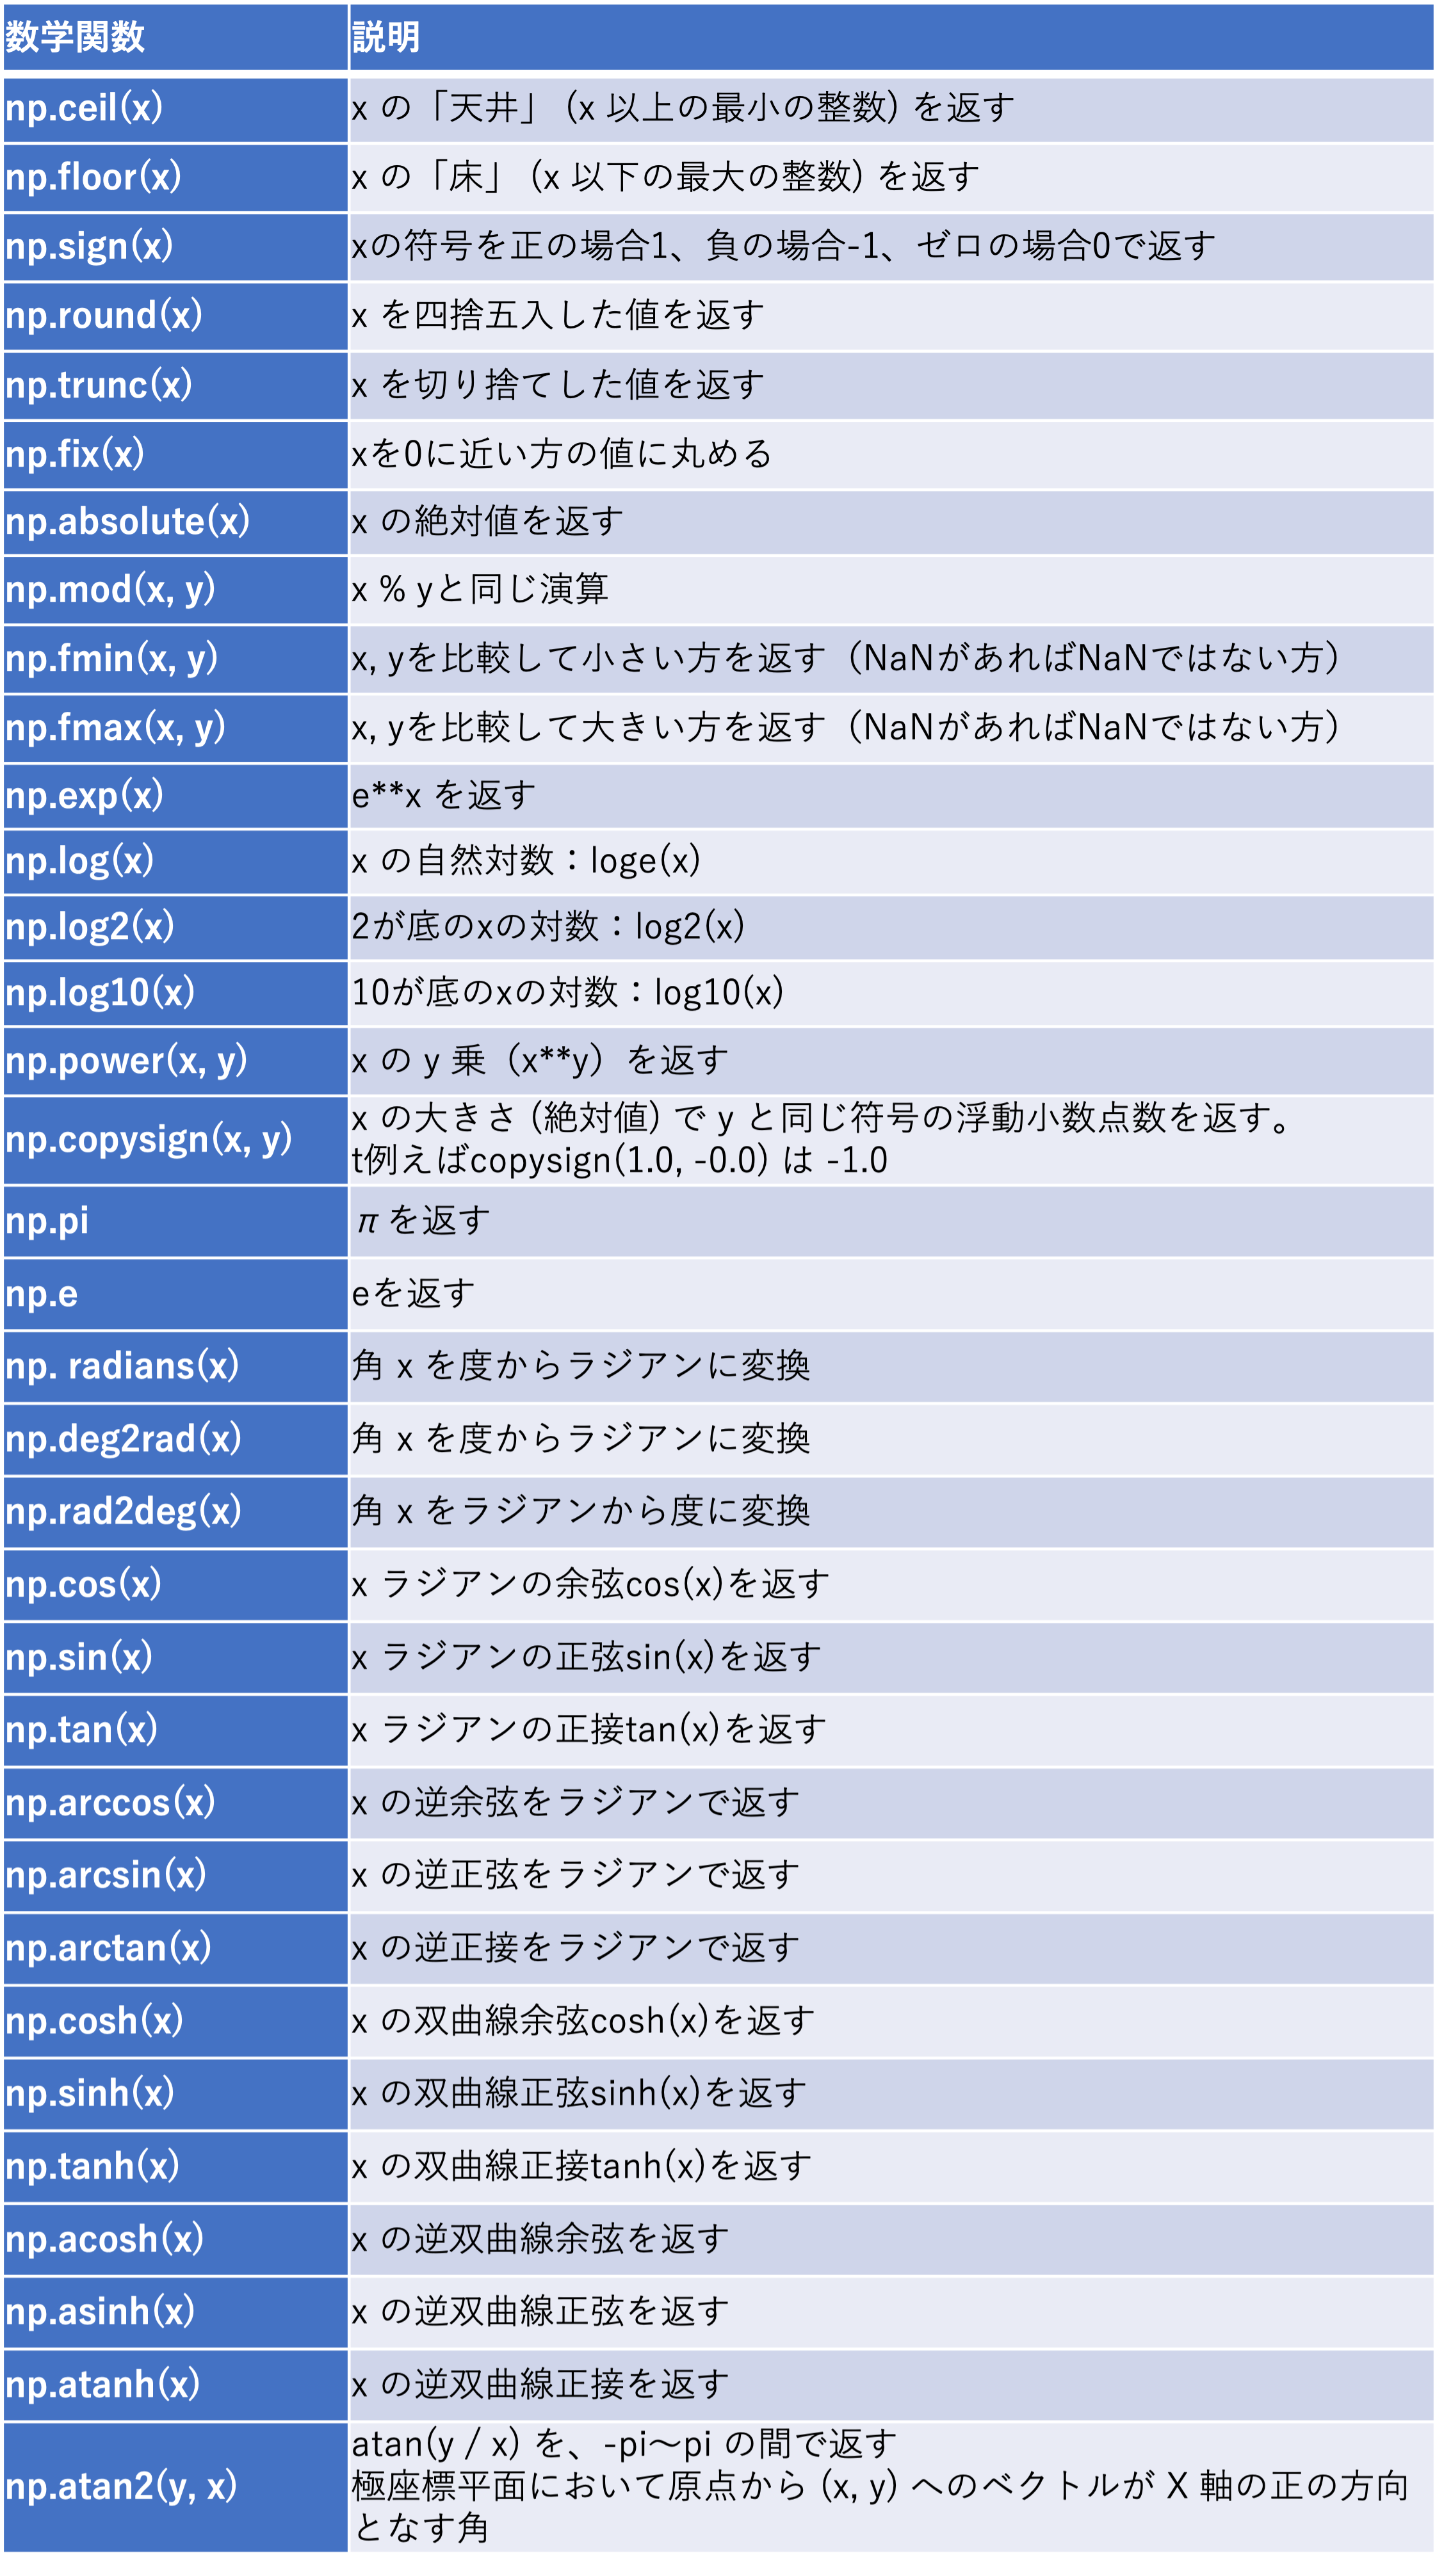 数学関数 説明
np.ceil(x) x の「天井」 (x 以上の最小の整数) を返す
np.floor(x) x の「床」 (x 以下の最大の整数) を返す
np.sign(x) xの符号を正の場合1、負の場合-1、ゼロの場合0で返す
np.round(x) x を四捨五入した値を返す
np.trunc(x) x を切り捨てした値を返す
np.fix(x) xを0に近い方の値に丸める
np.absolute(x) x の絶対値を返す
np.mod(x, y) x % yと同じ演算
np.fmin(x, y) x, yを比較して小さい方を返す（NaNがあればNaNではない方）
np.fmax(x, y) x, yを比較して大きい方を返す（NaNがあればNaNではない方）
np.exp(x) e**x を返す
np.log(x) x の自然対数：loge(x)
np.log2(x) 2が底のxの対数：log2(x)
np.log10(x) 10が底のxの対数：log10(x)
np.power(x, y) x の y 乗（x**y）を返す
np.copysign(x, y) x の大きさ (絶対値) で y と同じ符号の浮動小数点数を返す。
t例えばcopysign(1.0, -0.0) は -1.0
np.pi π を返す
np.e eを返す
np. radians(x) 角 x を度からラジアンに変換
np.deg2rad(x) 角 x を度からラジアンに変換
np.rad2deg(x) 角 x をラジアンから度に変換
np.cos(x) x ラジアンの余弦cos(x)を返す
np.sin(x) x ラジアンの正弦sin(x)を返す
np.tan(x) x ラジアンの正接tan(x)を返す
np.arccos(x) x の逆余弦をラジアンで返す
np.arcsin(x) x の逆正弦をラジアンで返す
np.arctan(x) x の逆正接をラジアンで返す
np.cosh(x) x の双曲線余弦cosh(x)を返す
np.sinh(x) x の双曲線正弦sinh(x)を返す
np.tanh(x) x の双曲線正接tanh(x)を返す
np.acosh(x) x の逆双曲線余弦を返す
np.asinh(x) x の逆双曲線正弦を返す
np.atanh(x) x の逆双曲線正接を返す
np.atan2(y, x) atan(y / x) を、-pi～pi の間で返す
極座標平面において原点から (x, y) へのベクトルが X 軸の正の方向
となす角